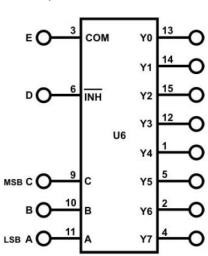 E 3 COM Y0 13
Y1 14
D 6 INH Y2 15
Y3 12
U6
Y4 1
MSB C 9 C Y5 5
B 10 B Y6 2
LSB A 11 A Y7 4